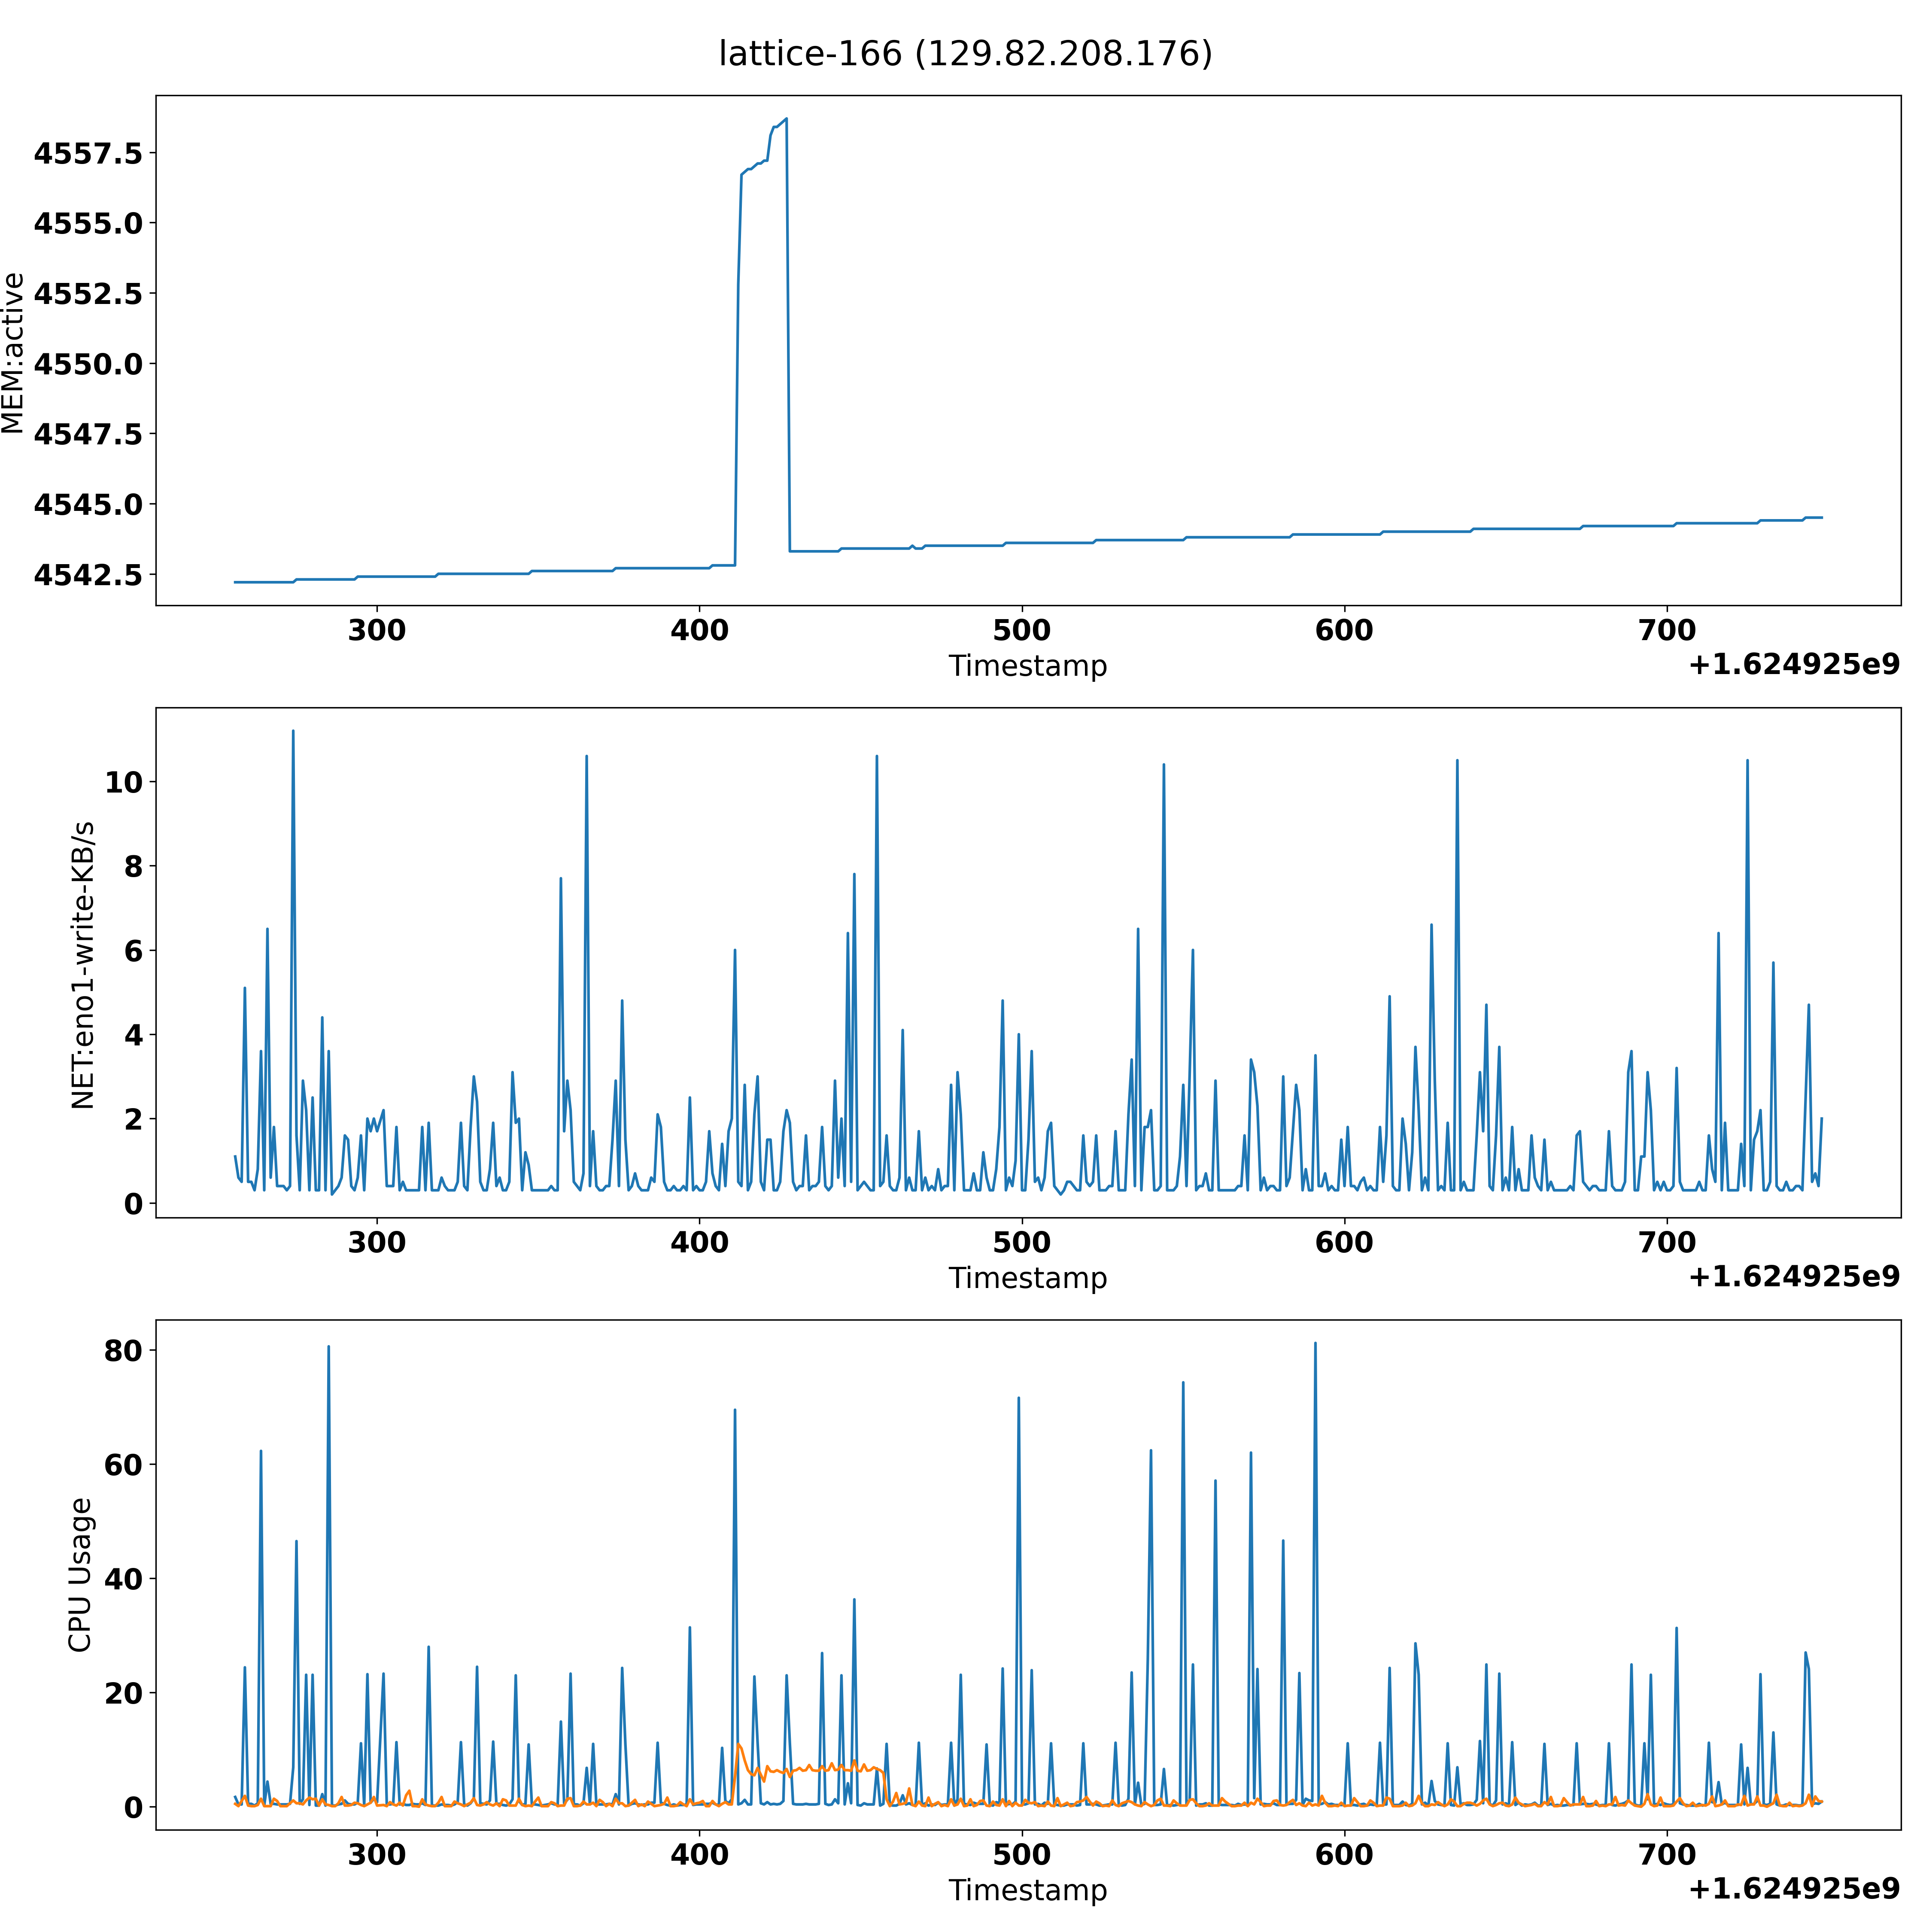 lattice-166 (129.82.208.176)
MEM:active
4557.5
4555.0
4552.5
4550.0
4547.5
4545.0
4542.5
300 400 500 600 700
Timestamp
+1.624925e9
NET:eno1-write-KB/s
10
8
6
4
2
0
300 400 500 600 700
Timestamp
+1.624925e9
CPU Usage
80
60
40
20
0
300 400 500 600 700
Timestamp
+1.624925e9